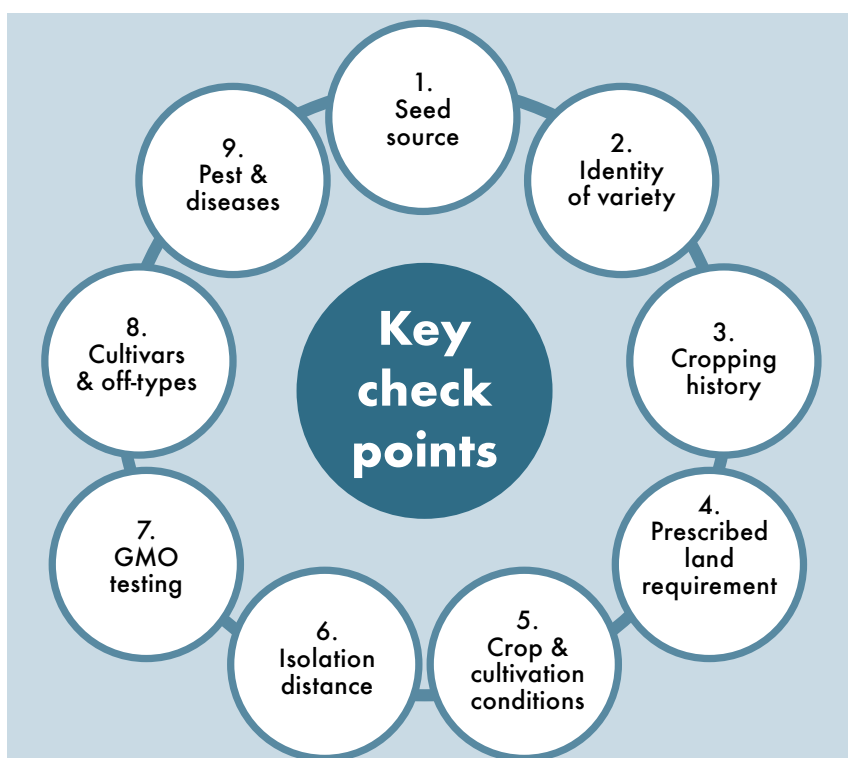 1.
Seed
source
2.
Identity
of variety
3.
Cropping
history
4.
Prescribed
land
requirement
5.
Crop &
cultivation
conditions
6.
Isolation
distance
7.
GMO
testing
8.
Cultivars
& off-types
9.
Pest &
diseases
Key
check
points